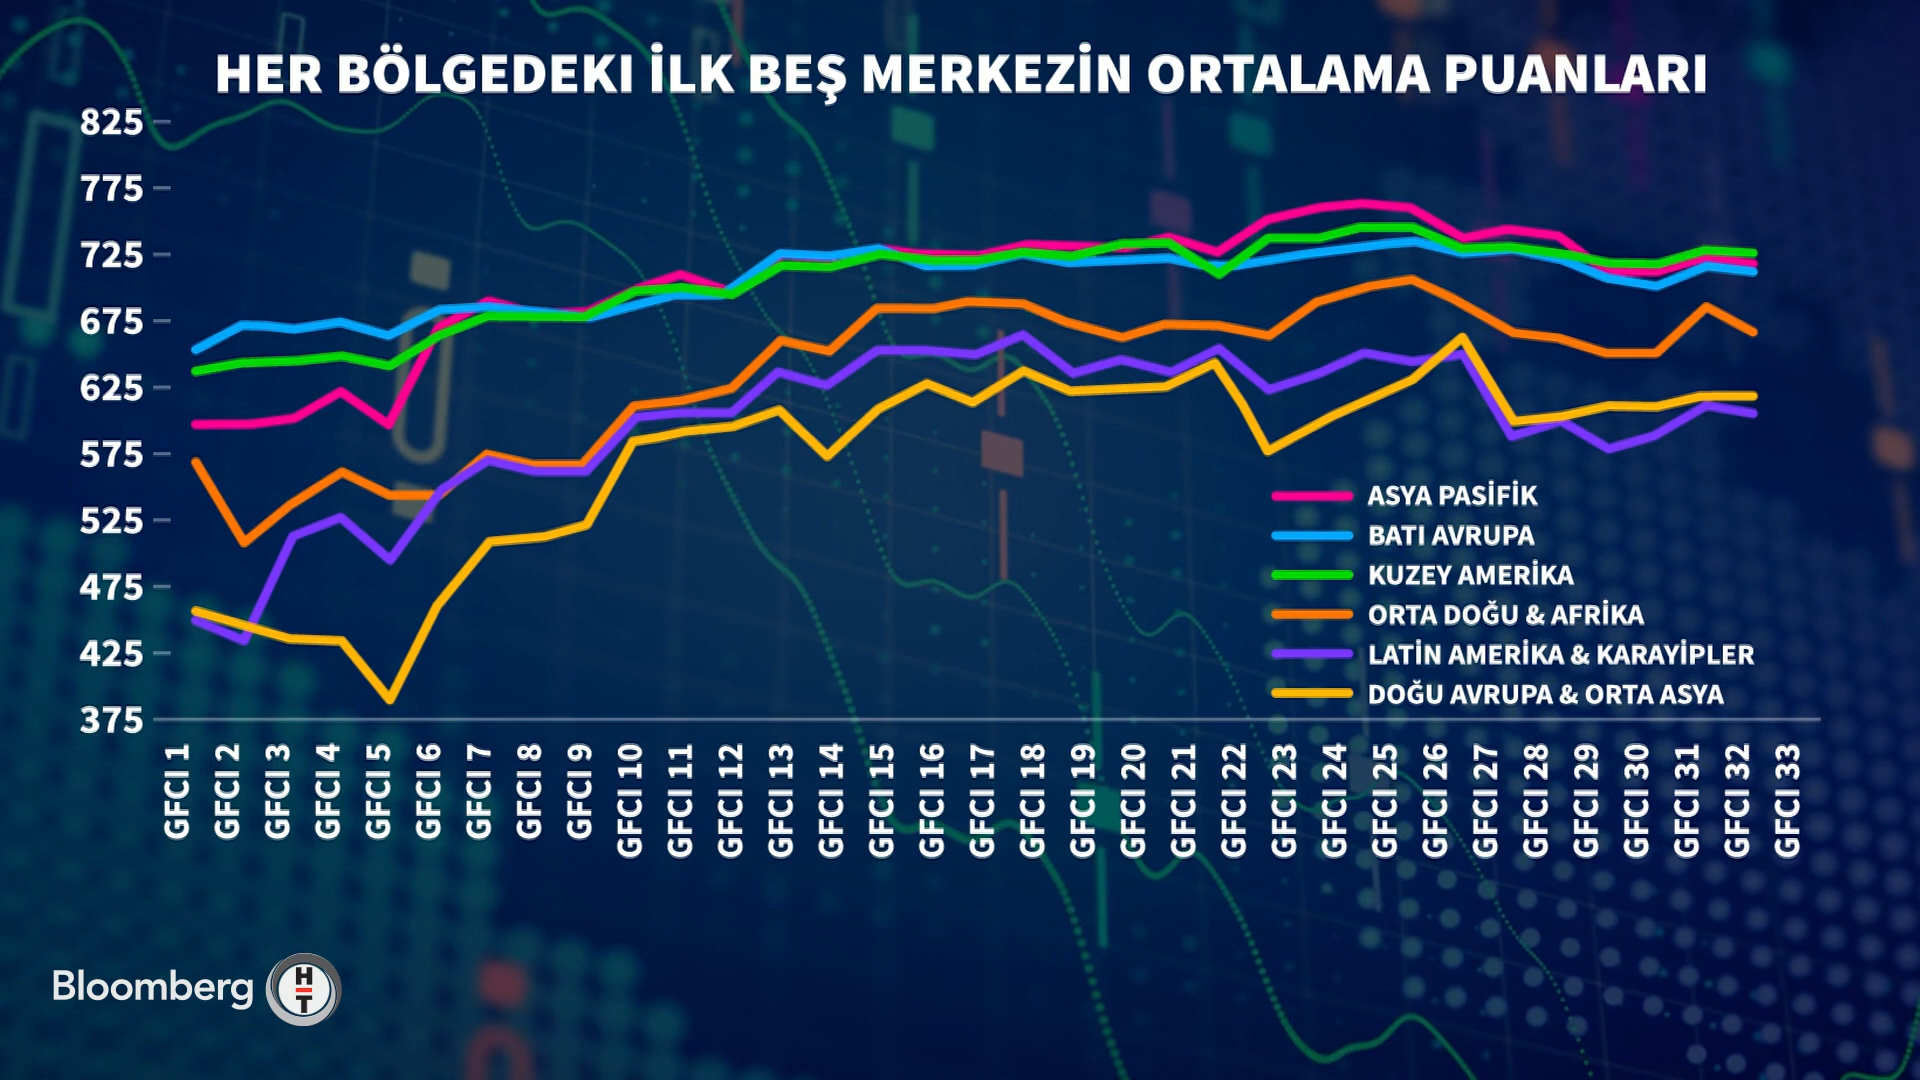 HER BÖLGEDEKI İLK BEŞ MERKEZİN ORTALAMA PUANLARI
825
775
725
675
625
575
525
475
425
375
ASYA PASİFİK
BATI AVRUPA
KUZEY AMERİKA
ORTA DOĞU & AFRİKA
LATİN AMERİKA & KARAYİPLER
DOĞU AVRUPA & ORTA ASYA
GFCI 1
GFCI 2
GFCI 3
GFCI 4
GFCI 5
GFCI 6
GFCI 7
GFCI 8
GFCI 9
GFCI 10
GFCI 11
GFCI 12
GFCI 13
GFCI 14
GFCI 15
GFCI 16
GFCI 17
GFCI 18
GFCI 19
GFCI 20
GFCI 21
GFCI 22
GFCI 23
GFCI 24
GFCI 25
GFCI 26
GFCI 27
GFCI 28
GFCI 29
GFCI 30
GFCI 31
GFCI 32
GFCI 33
Bloomberg HT